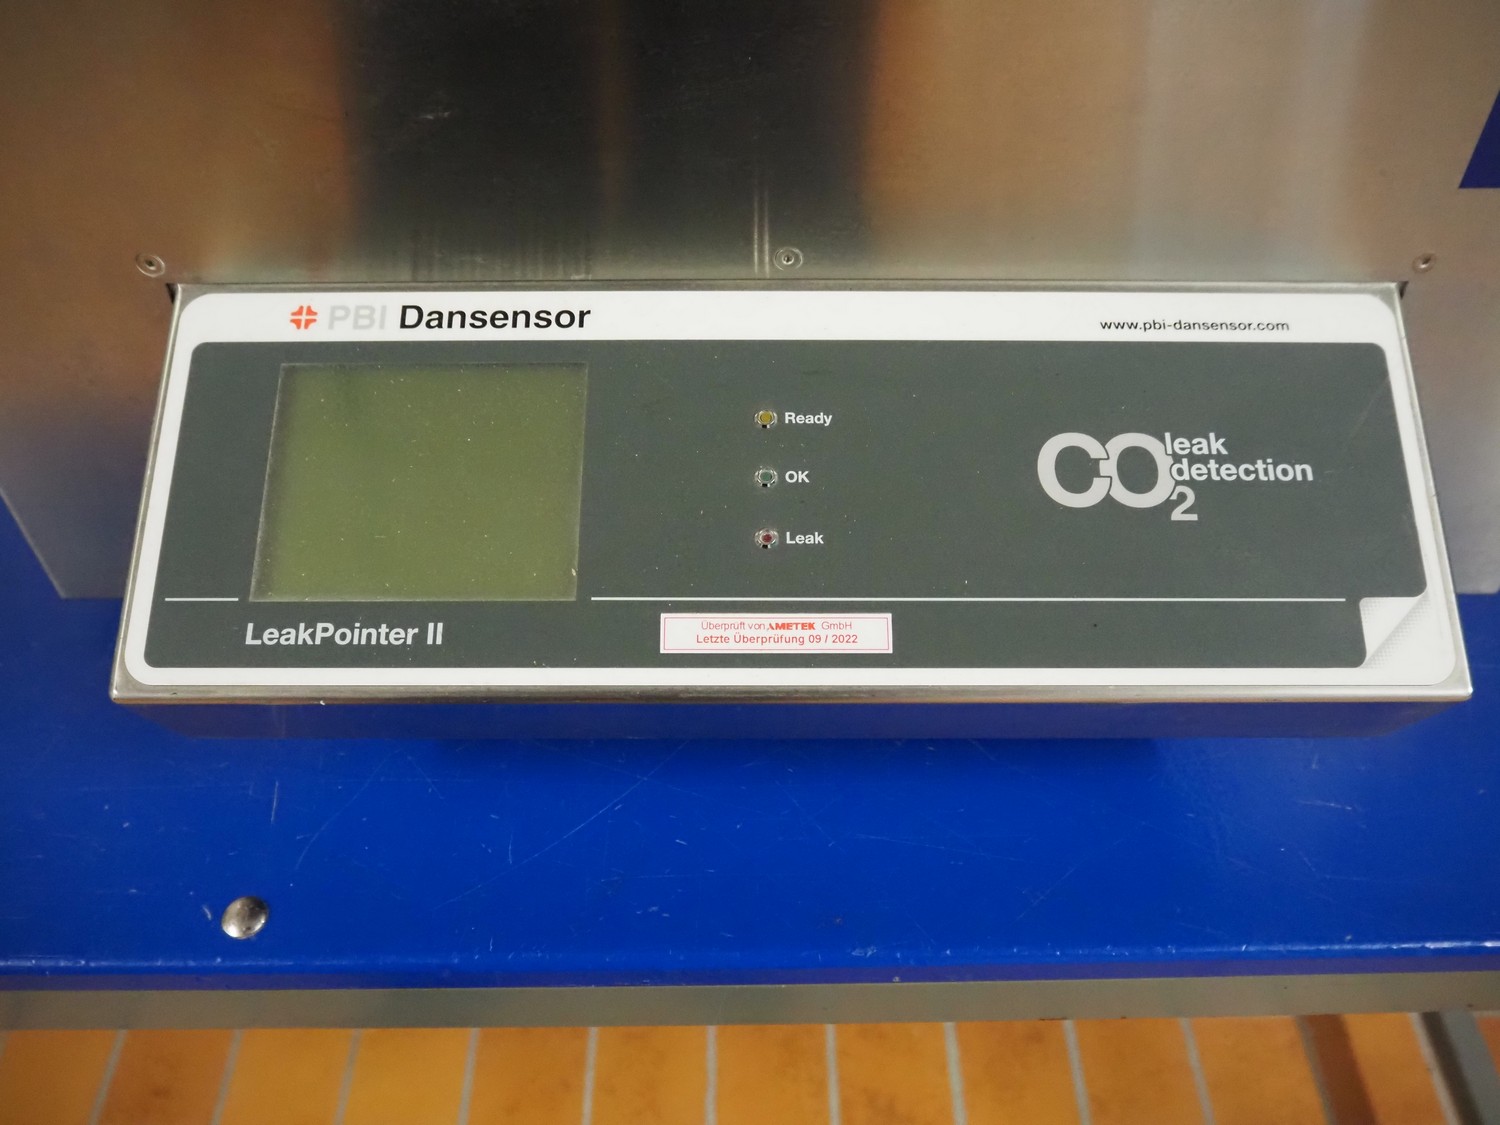 PBI Dansensor
www.pbi-dansensor.com
Ready
OK
Leak
CO2 leak
detection
LeakPointer II
Überprüft von AMETEK GmbH
Letzte Überprüfung 09 / 2022